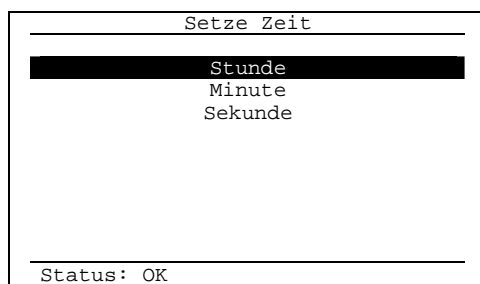 Setze Zeit
Stunde
Minute
Sekunde
Status: OK